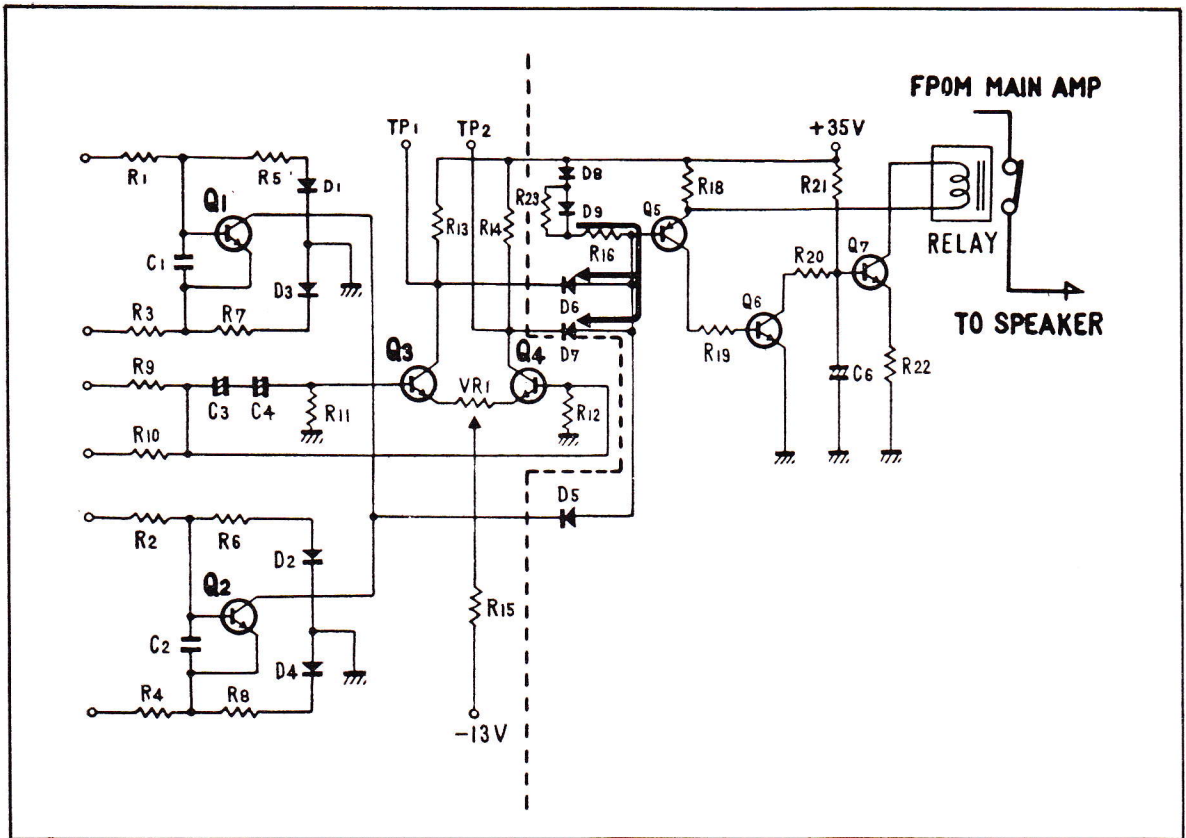 FPOM MAIN AMP
+35V
TP1 TP2
R1 R5 D1
Q1
C1
D3
R3 R7
R13 R14
D8
R23
D9
R16
Q5
R18
R21
RELAY
D6
D7
R20
Q7
Q6
R19
C6
R22
TO SPEAKER
R9
C3 C4
R11
Q3
VR1
Q4
R12
R10
D5
R2 R6
D2
Q2
C2
D4
R4 R8
R15
-13V